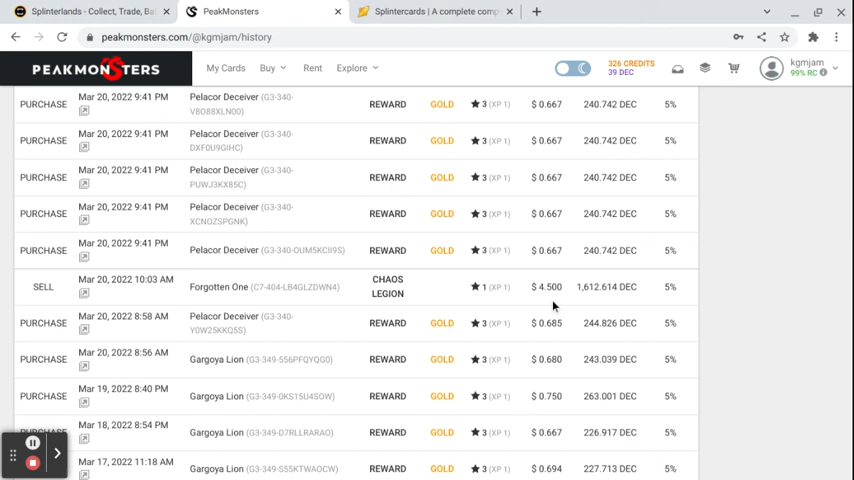 Splinterlands - Collect, Trade, Ba
PeakMonsters
Splintercards | A complete comp
peakmonsters.com/@kgmjam/history
PEAKMONSTERS
My Cards Buy Rent Explore
326 CREDITS
39 DEC
kgmjam
99% RC
PURCHASE Mar 20, 2022 9:41 PM Pelacor Deceiver (G3-340-
V8O88XLN00) REWARD GOLD ★ 3 (XP 1) $ 0.667 240.742 DEC 5%
PURCHASE Mar 20, 2022 9:41 PM Pelacor Deceiver (G3-340-
DXF0U9GIHC) REWARD GOLD ★ 3 (XP 1) $ 0.667 240.742 DEC 5%
PURCHASE Mar 20, 2022 9:41 PM Pelacor Deceiver (G3-340-
PUWJ3KX85C) REWARD GOLD ★ 3 (XP 1) $ 0.667 240.742 DEC 5%
PURCHASE Mar 20, 2022 9:41 PM Pelacor Deceiver (G3-340-
XCNOZSPGNK) REWARD GOLD ★ 3 (XP 1) $ 0.667 240.742 DEC 5%
PURCHASE Mar 20, 2022 9:41 PM Pelacor Deceiver (G3-340-OUM5KCII9S) REWARD GOLD ★ 3 (XP 1) $ 0.667 240.742 DEC 5%
SELL Mar 20, 2022 10:03 AM Forgotten One (C7-404-LB4GLZDWN4) CHAOS
LEGION ★ 1 (XP 1) $ 4.500 1,612.614 DEC 5%
PURCHASE Mar 20, 2022 8:58 AM Pelacor Deceiver (G3-340-
Y0W25KKQ5S) REWARD GOLD ★ 3 (XP 1) $ 0.685 244.826 DEC 5%
PURCHASE Mar 20, 2022 8:56 AM Gargoya Lion (G3-349-556PFQYQG0) REWARD GOLD ★ 3 (XP 1) $ 0.680 243.039 DEC 5%
PURCHASE Mar 19, 2022 8:40 PM Gargoya Lion (G3-349-0KS15U4SOW) REWARD GOLD ★ 3 (XP 1) $ 0.750 263.001 DEC 5%
PURCHASE Mar 18, 2022 8:54 PM Gargoya Lion (G3-349-D7RLLRARAO) REWARD GOLD ★ 3 (XP 1) $ 0.667 226.917 DEC 5%
PURCHASE Mar 17, 2022 11:18 AM Gargoya Lion (G3-349-S55KTWAOCW) REWARD GOLD ★ 3 (XP 1) $ 0.694 227.713 DEC 5%